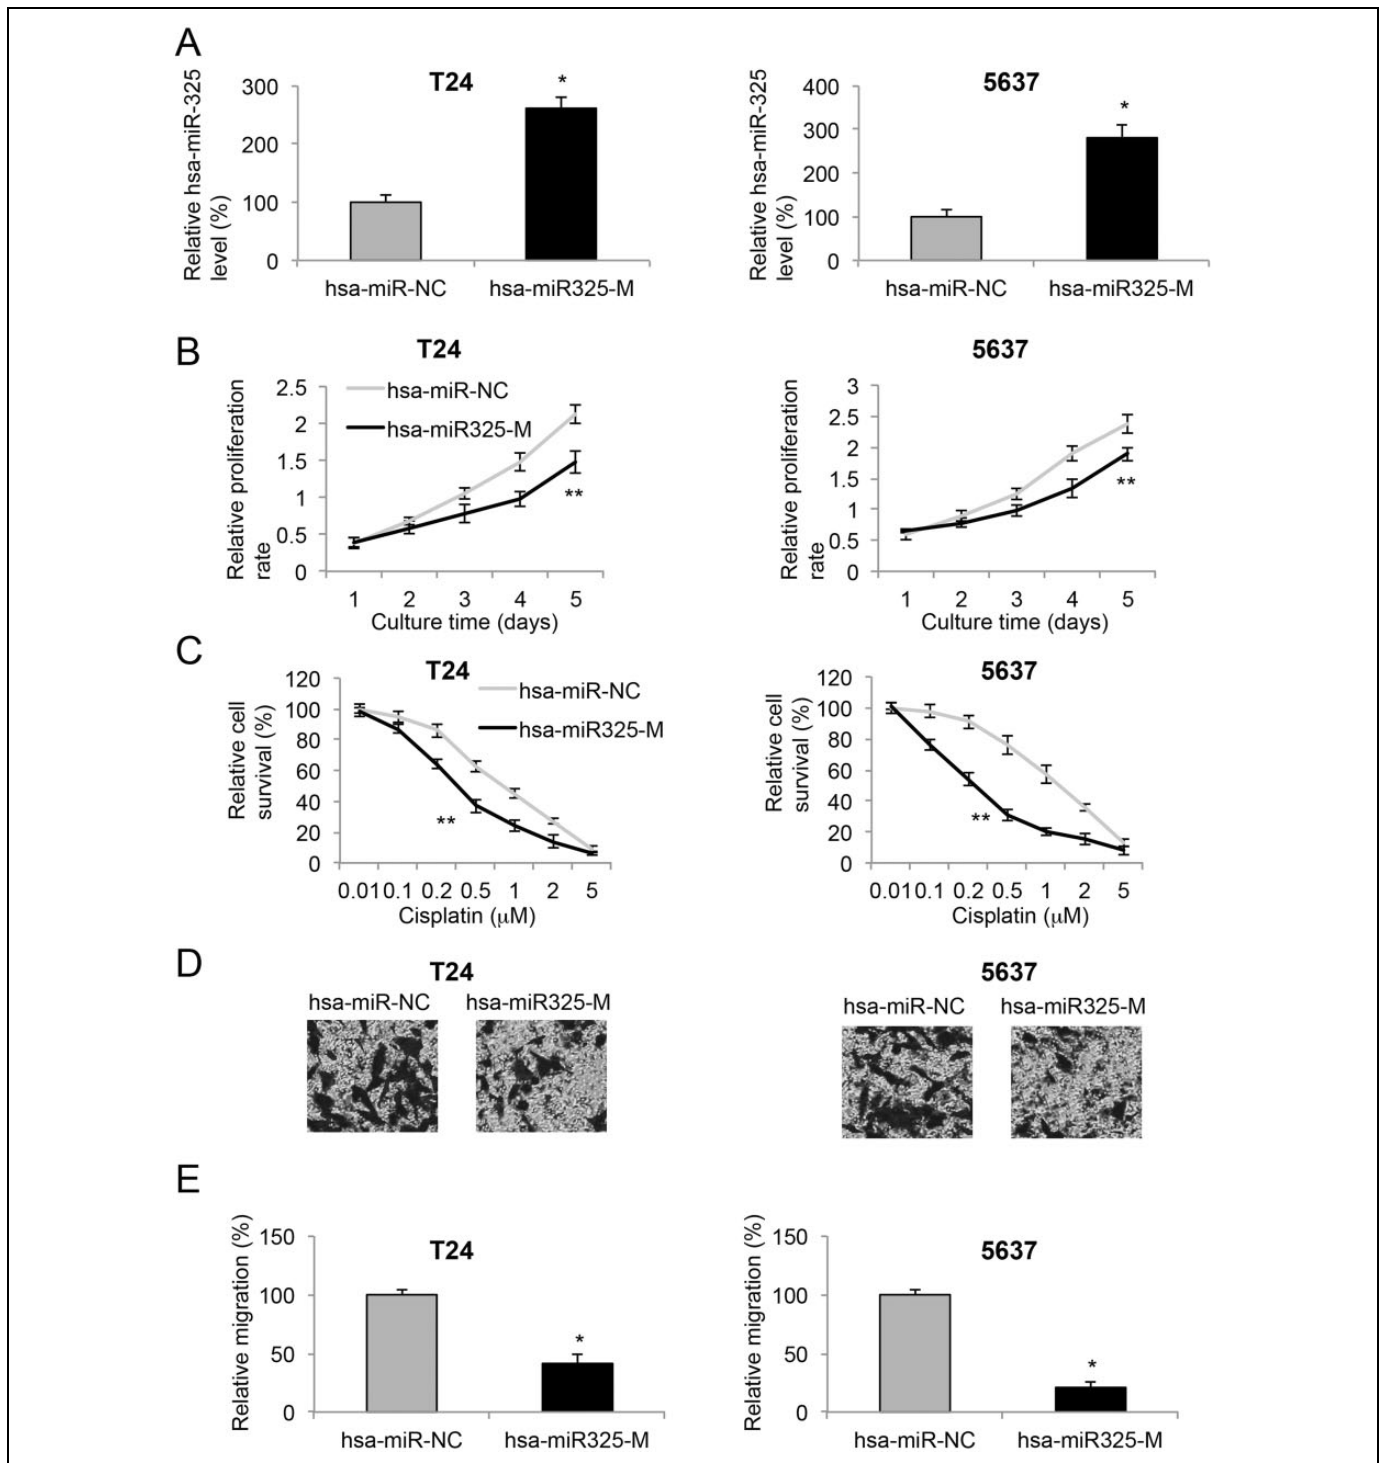 A
T24
5637
Relative hsa-miR-325
level (%)
300
200
100
0
*
hsa-miR-NC
hsa-miR325-M
Relative hsa-miR-325
level (%)
400
300
200
100
0
*
hsa-miR-NC
hsa-miR325-M
B
T24
5637
Relative proliferation
rate
2.5
2
1.5
1
0.5
0
hsa-miR-NC
hsa-miR325-M
**
1 2 3 4 5
Culture time (days)
Relative proliferation
rate
3
2.5
2
1.5
1
0.5
0
**
1 2 3 4 5
Culture time (days)
C
T24
5637
Relative cell
survival (%)
120
100
80
60
40
20
0
hsa-miR-NC
hsa-miR325-M
**
0.01 0.1 0.2 0.5 1 2 5
Cisplatin (μM)
Relative cell
survival (%)
120
100
80
60
40
20
0
**
0.01 0.1 0.2 0.5 1 2 5
Cisplatin (μM)
D
T24
hsa-miR-NC hsa-miR325-M
5637
hsa-miR-NC hsa-miR325-M
E
T24
Relative migration (%)
150
100
50
0
*
hsa-miR-NC hsa-miR325-M
5637
Relative migration (%)
150
100
50
0
*
hsa-miR-NC hsa-miR325-M